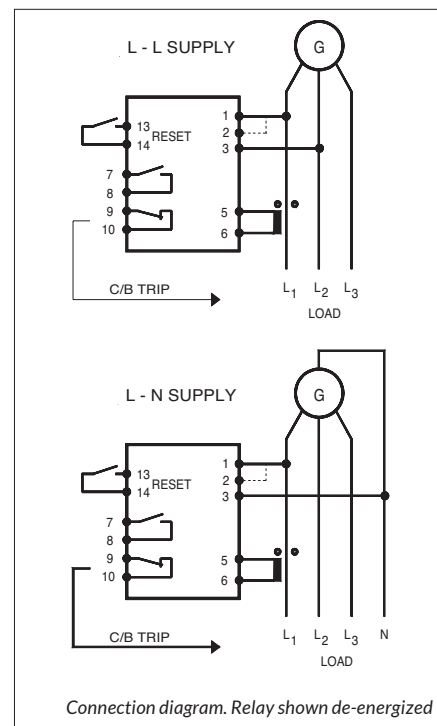 L - L SUPPLY
G
1
13
RESET
2
14
3
7
8
9
5
10
6
C/B TRIP
L1 L2 L3
LOAD
L - N SUPPLY
G
1
13
RESET
2
14
3
7
8
9
5
10
6
C/B TRIP
L1 L2 L3 N
LOAD
Connection diagram. Relay shown de-energized